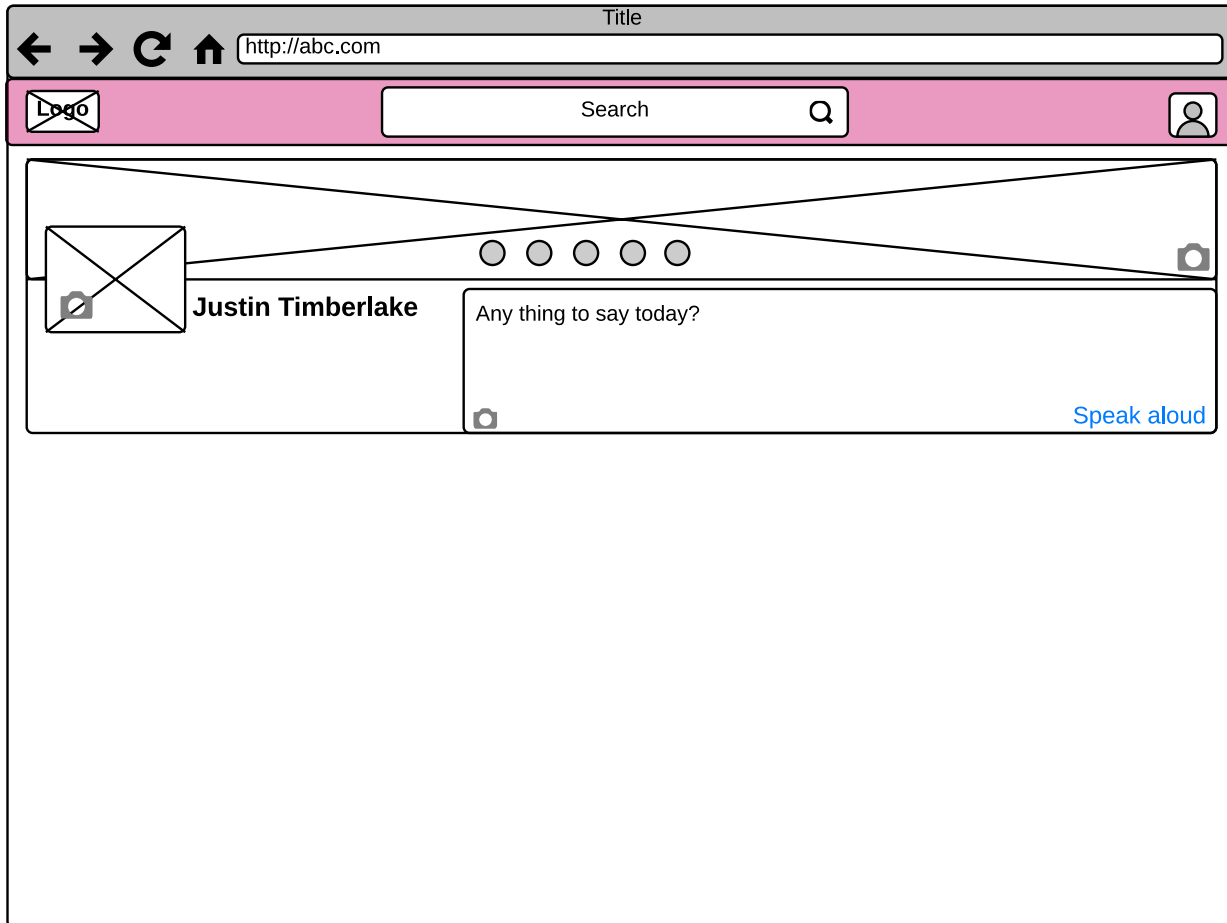 Title
http://abc.com
Logo
Search
Justin Timberlake
Any thing to say today?
Speak aloud